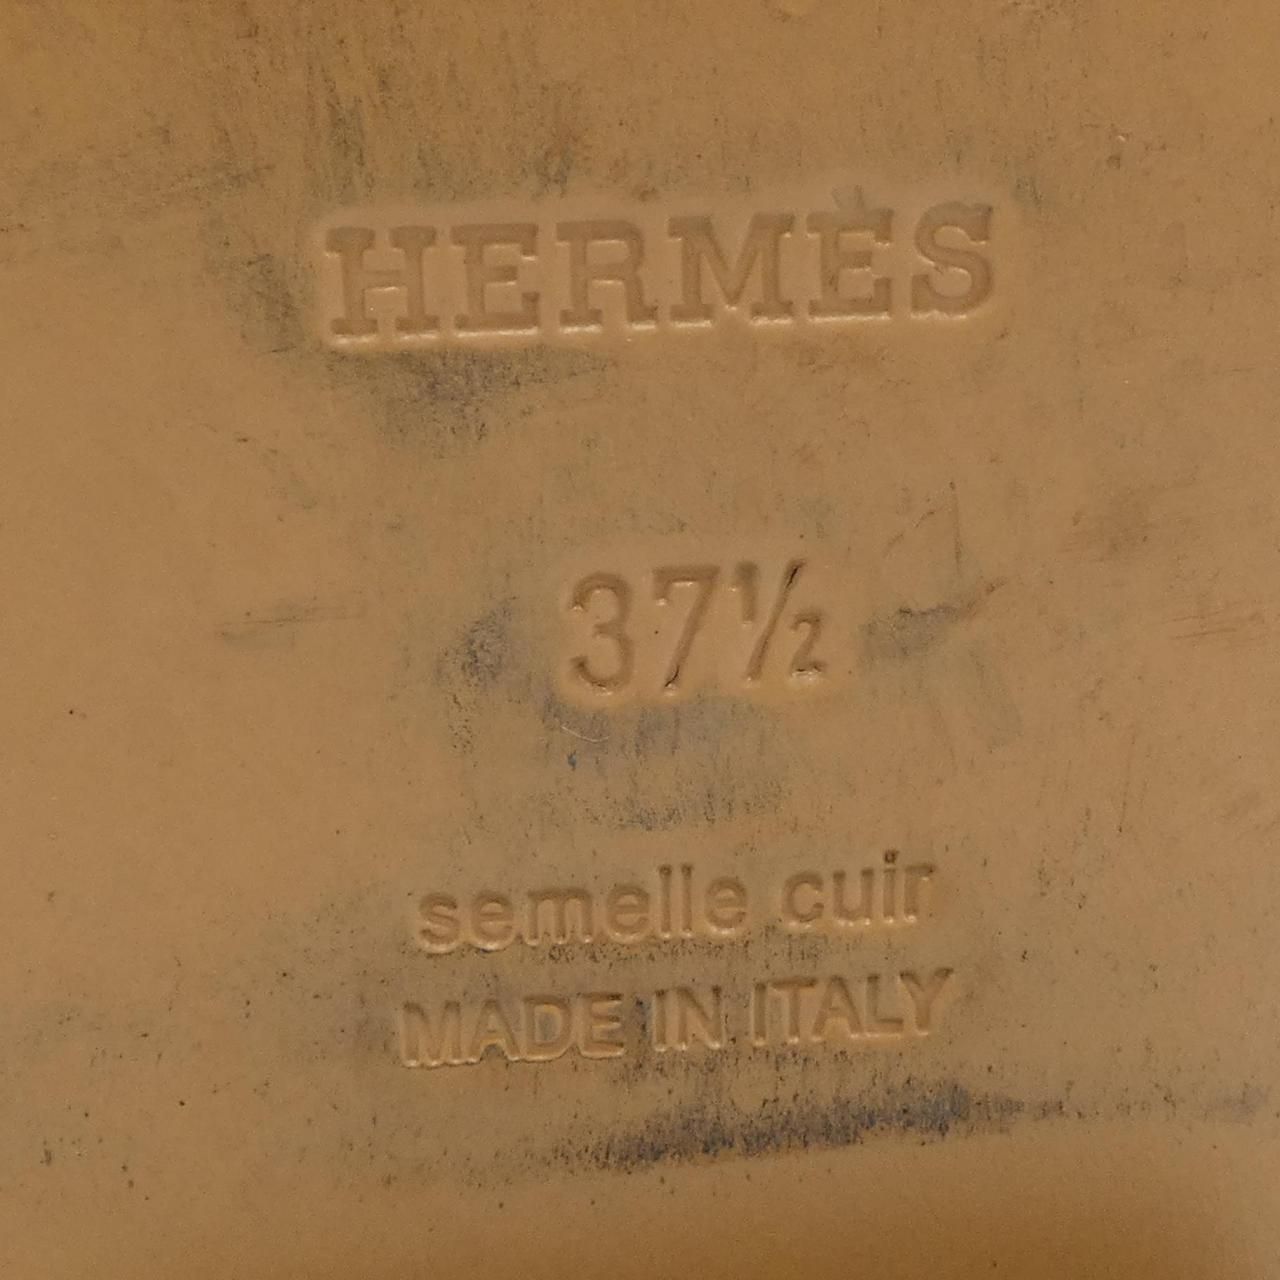 HERMÈS
37½
semelle cuir
MADE IN ITALY